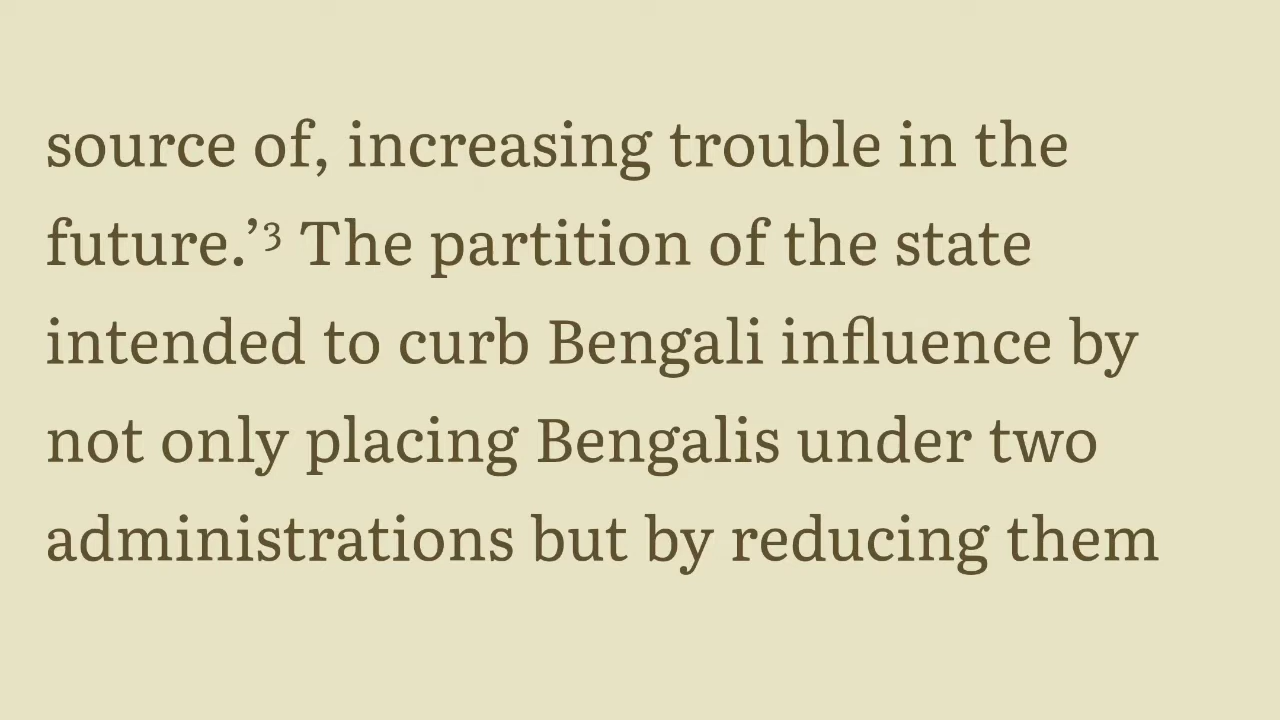 source of, increasing trouble in the
future.’³ The partition of the state
intended to curb Bengali influence by
not only placing Bengalis under two
administrations but by reducing them